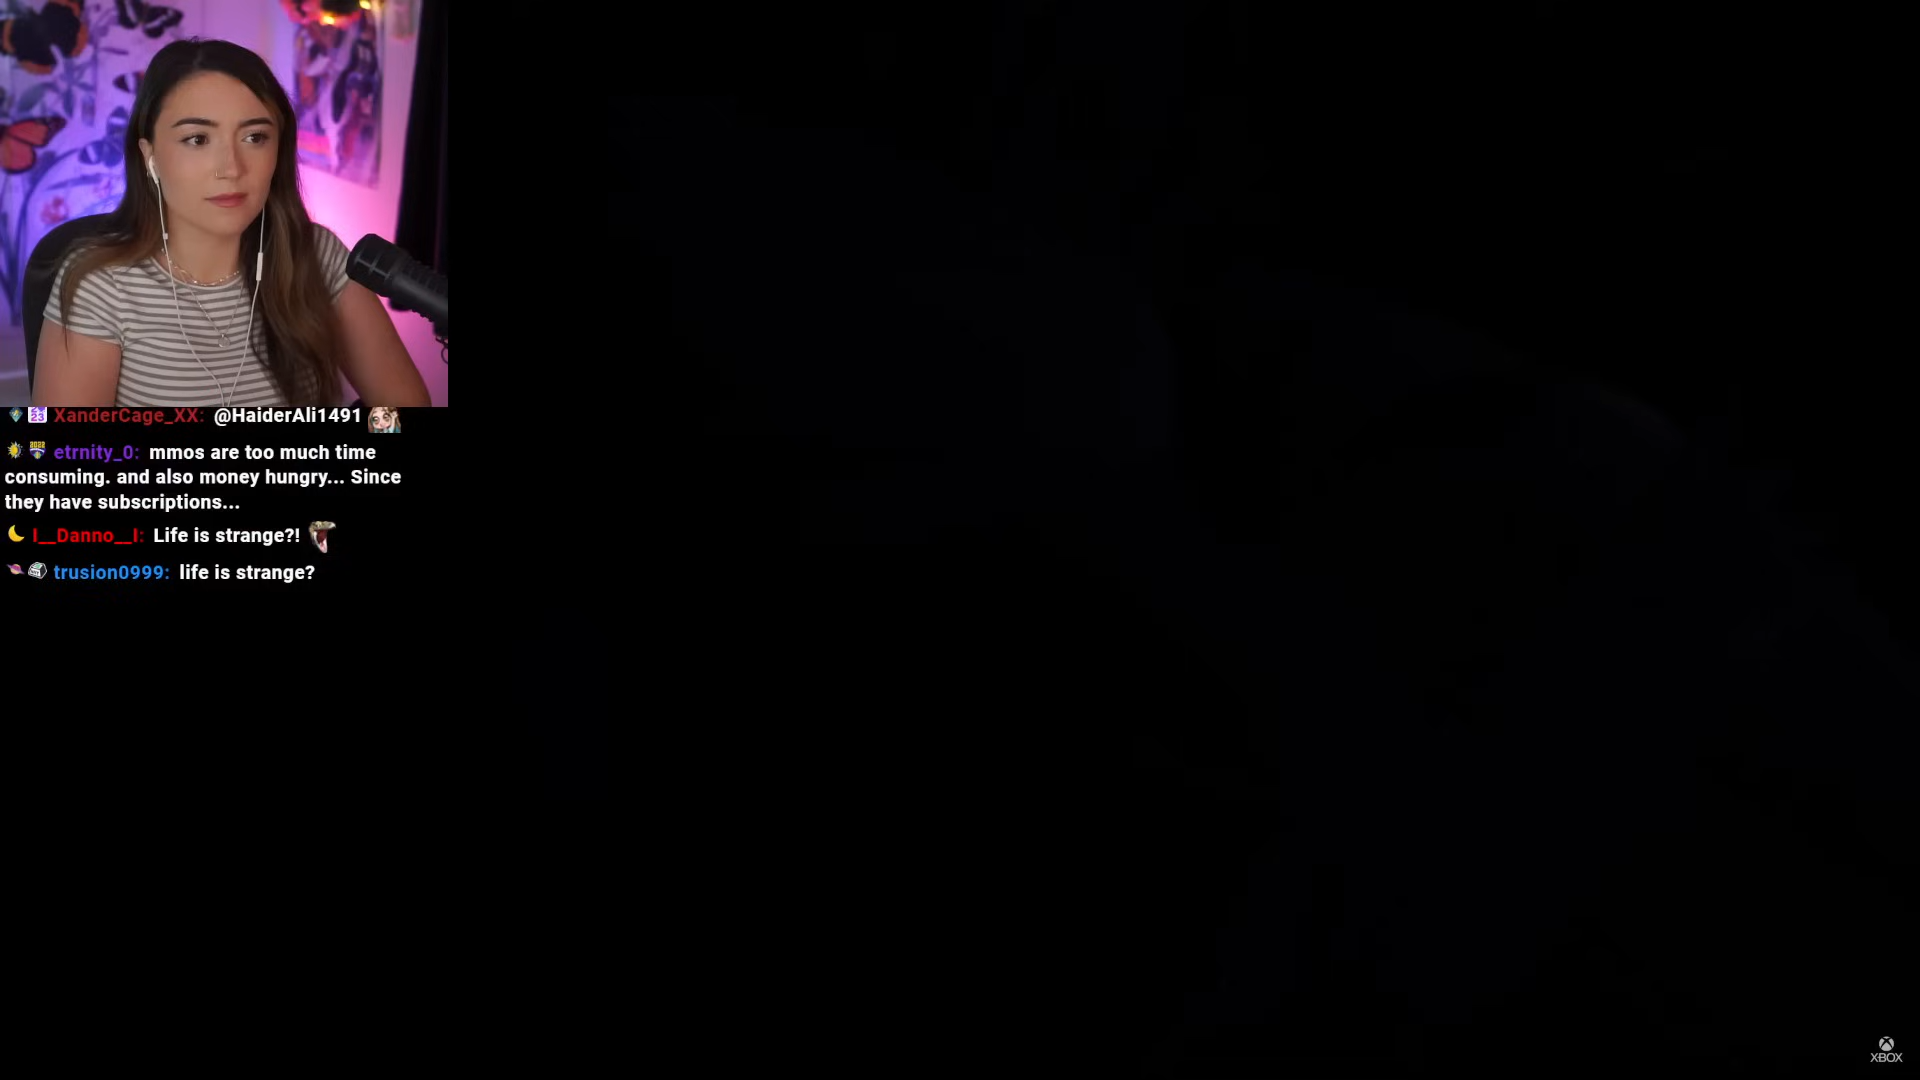 XanderCage_XX: @HaiderAli1491
etrnity_0: mmos are too much time
consuming. and also money hungry... Since
they have subscriptions...
I__Danno__I: Life is strange?!
trusion0999: life is strange?
XBOX